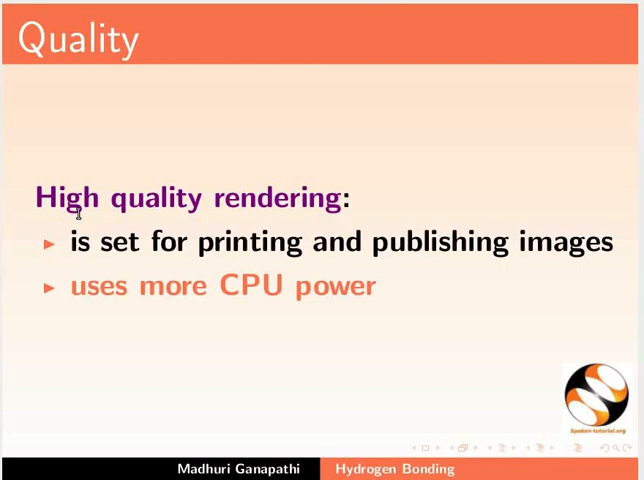 Quality
High quality rendering:
is set for printing and publishing images
uses more CPU power
Spoken-tutorial.org
Madhuri Ganapathi
Hydrogen Bonding